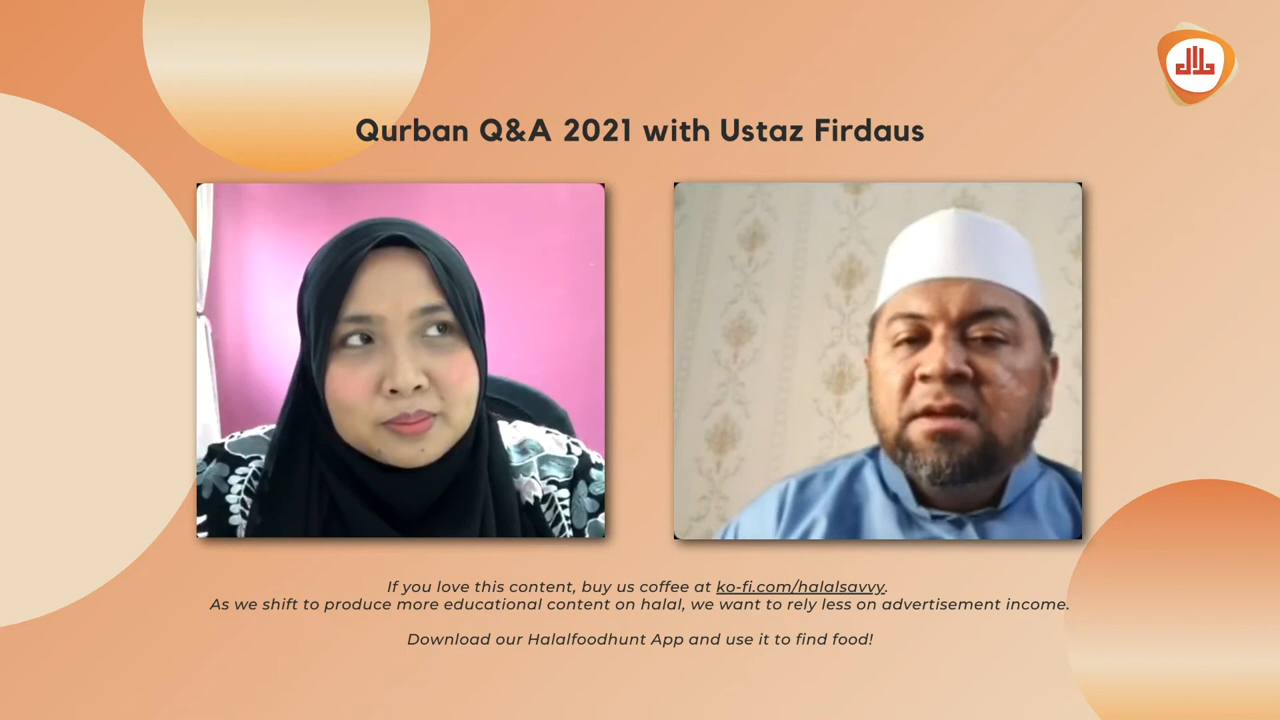 Qurban Q&A 2021 with Ustaz Firdaus
If you love this content, buy us coffee at ko-fi.com/halalsavvy.
As we shift to produce more educational content on halal, we want to rely less on advertisement income.
Download our Halalfoodhunt App and use it to find food!